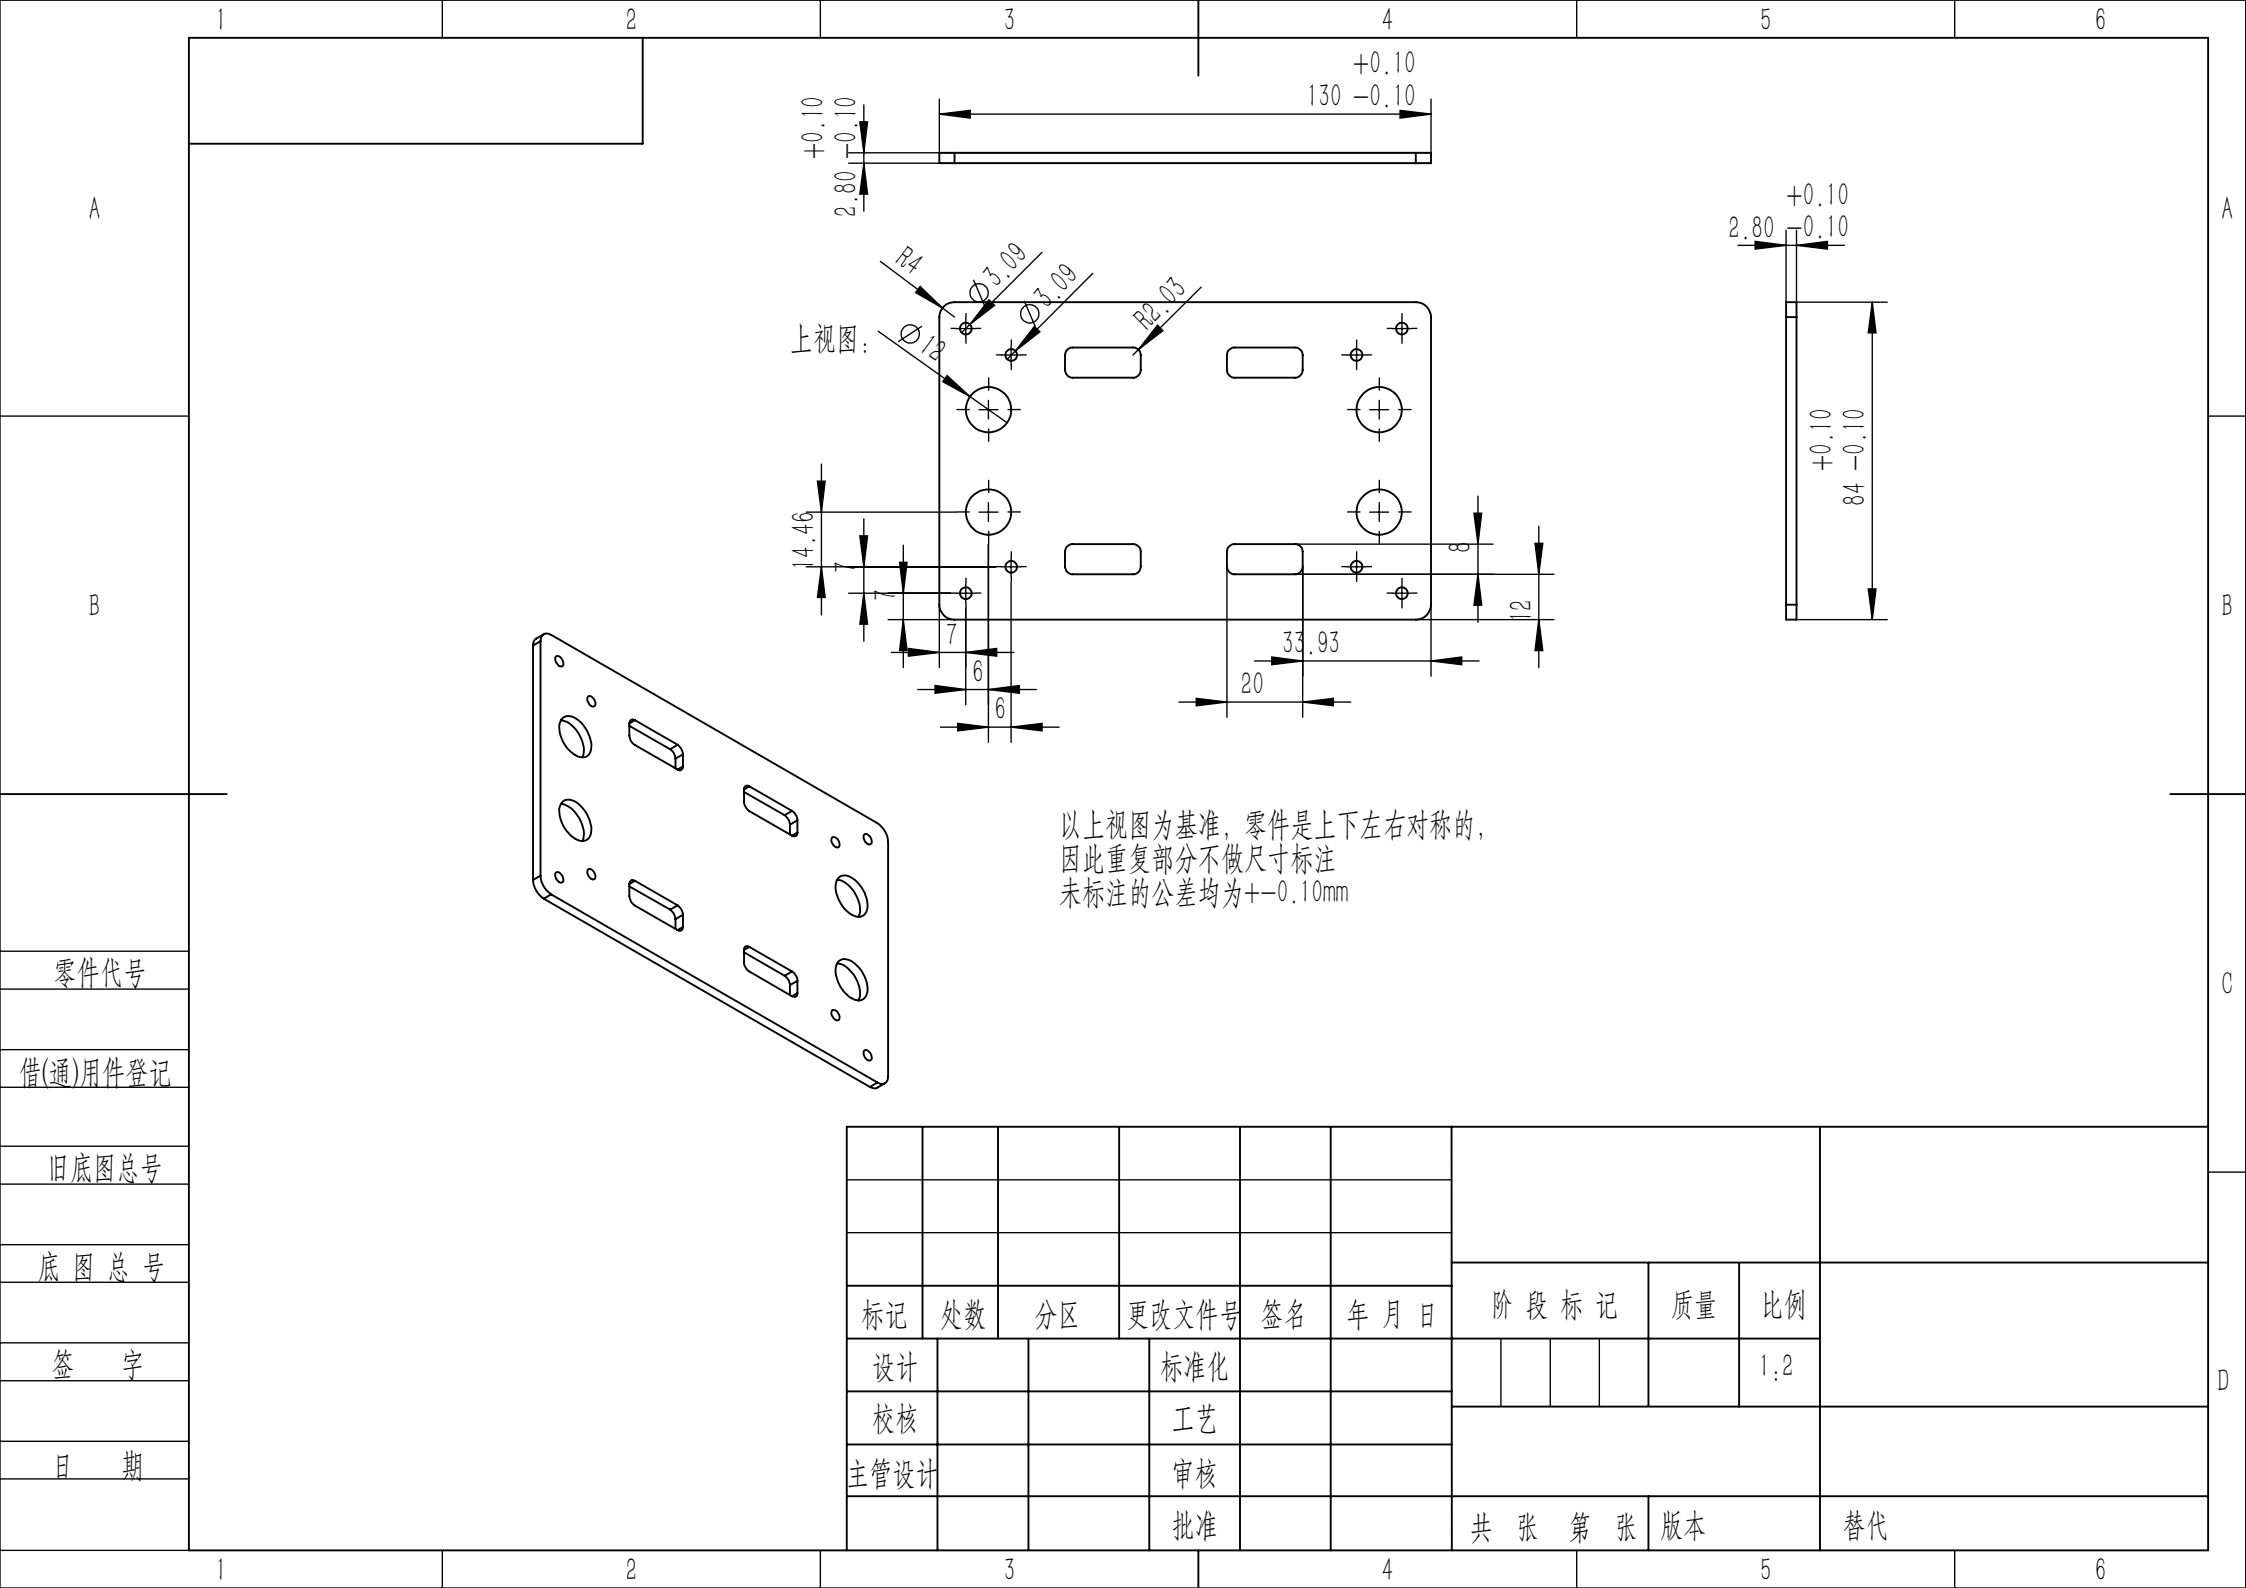 1 2 3 4 5 6
+0.10
130 -0.10
+0.10
2.80 -0.10
+0.10
2.80 -0.10
A A
R4
Ø3.09
Ø3.09
R2.03
上视图:
Ø12
+0.10
84 -0.10
14.46
7
7
8
12
B B
7
33.93
6
20
6
以上视图为基准, 零件是上下左右对称的,
因此重复部分不做尺寸标注
未标注的公差均为+-0.10mm
零件代号
C
借(通)用件登记
旧底图总号
底 图 总 号
签 字
日 期
标记 处数 分区 更改文件号 签名 年 月 日
阶 段 标 记 质量 比例
设计 标准化 1:2
D
校核 工艺
主管设计 审核
批准
共 张 第 张 版本 替代
1 2 3 4 5 6